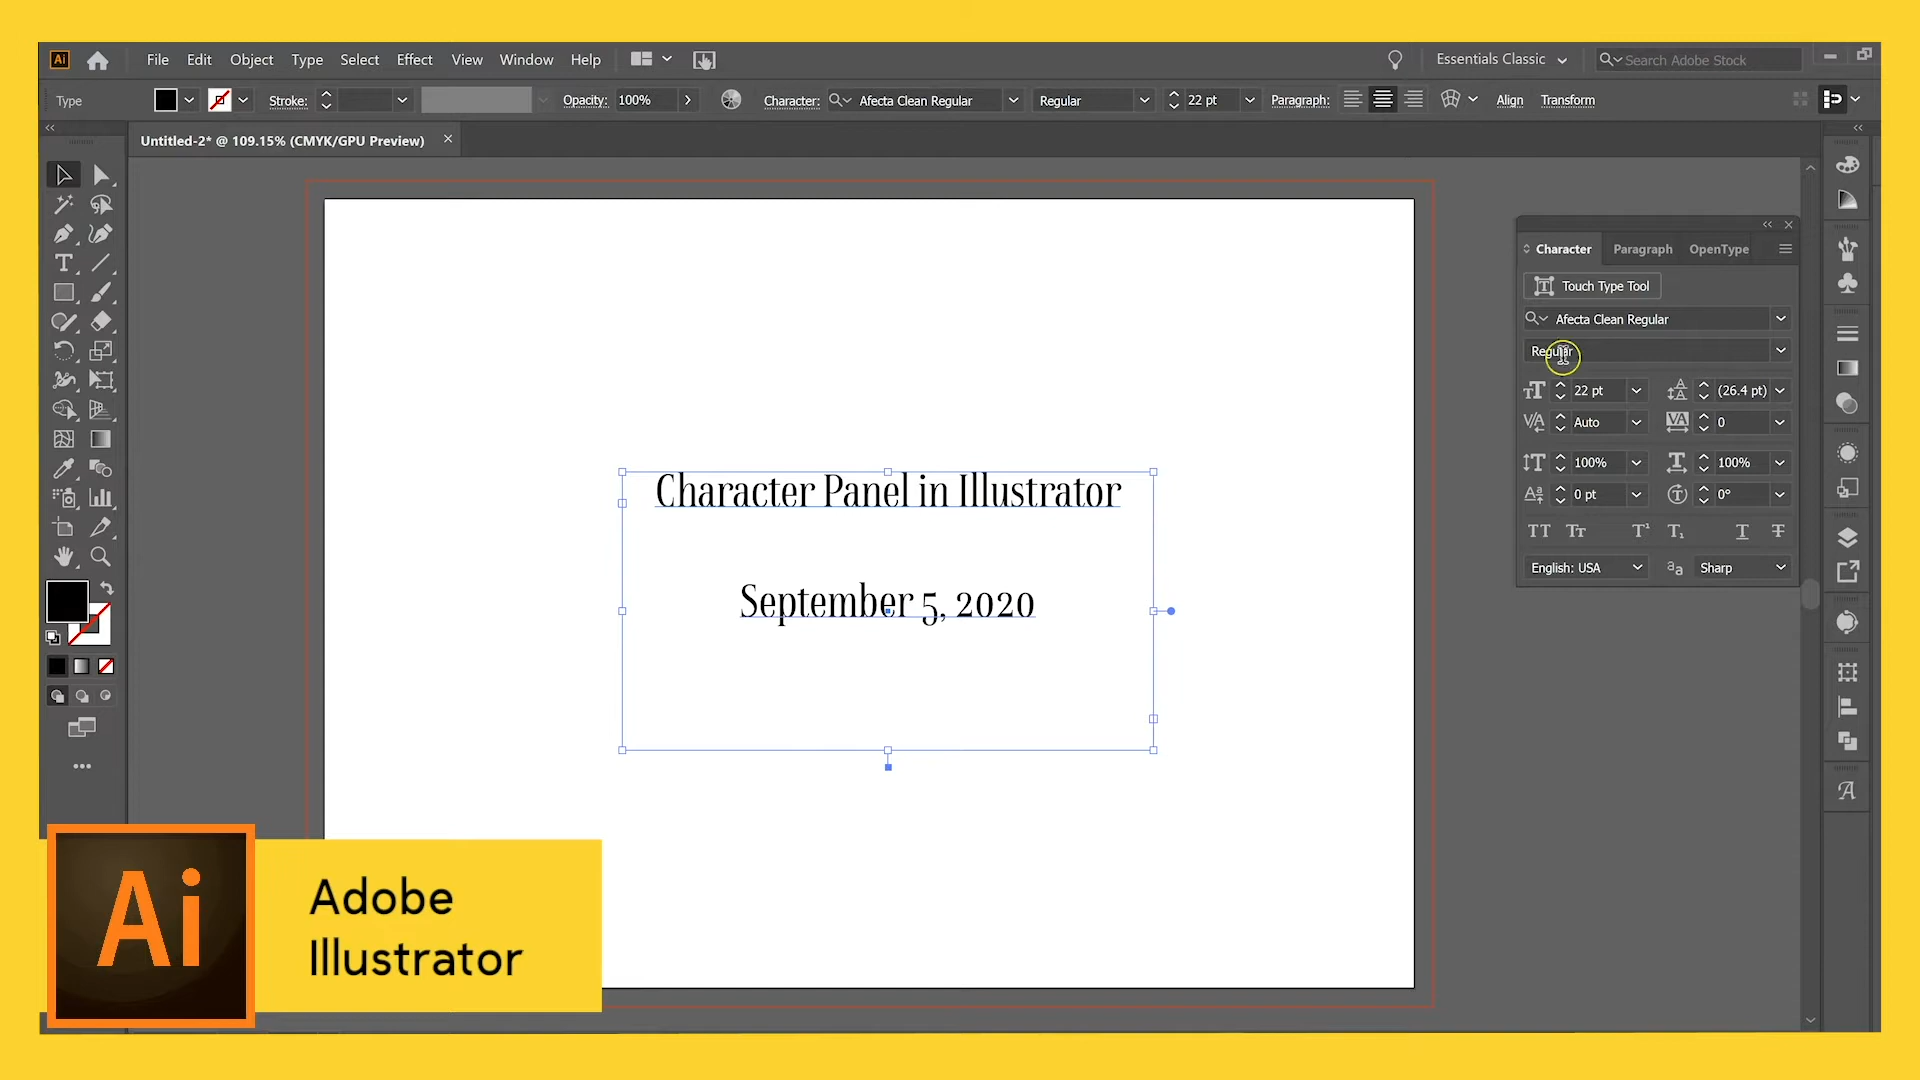 Ai File Edit Object Type Select Effect View Window Help Essentials Classic Search Adobe Stock
Type Stroke: Opacity: 100% Character: Afecta Clean Regular Regular 22 pt Paragraph: Align Transform
Untitled-2* @ 109.15% (CMYK/GPU Preview)
Character Paragraph OpenType
Touch Type Tool
Afecta Clean Regular
Regular
22 pt (26.4 pt)
Auto 0
100% 100%
0 pt 0°
English: USA Sharp
Character Panel in Illustrator
September 5, 2020
Ai
Adobe
Illustrator